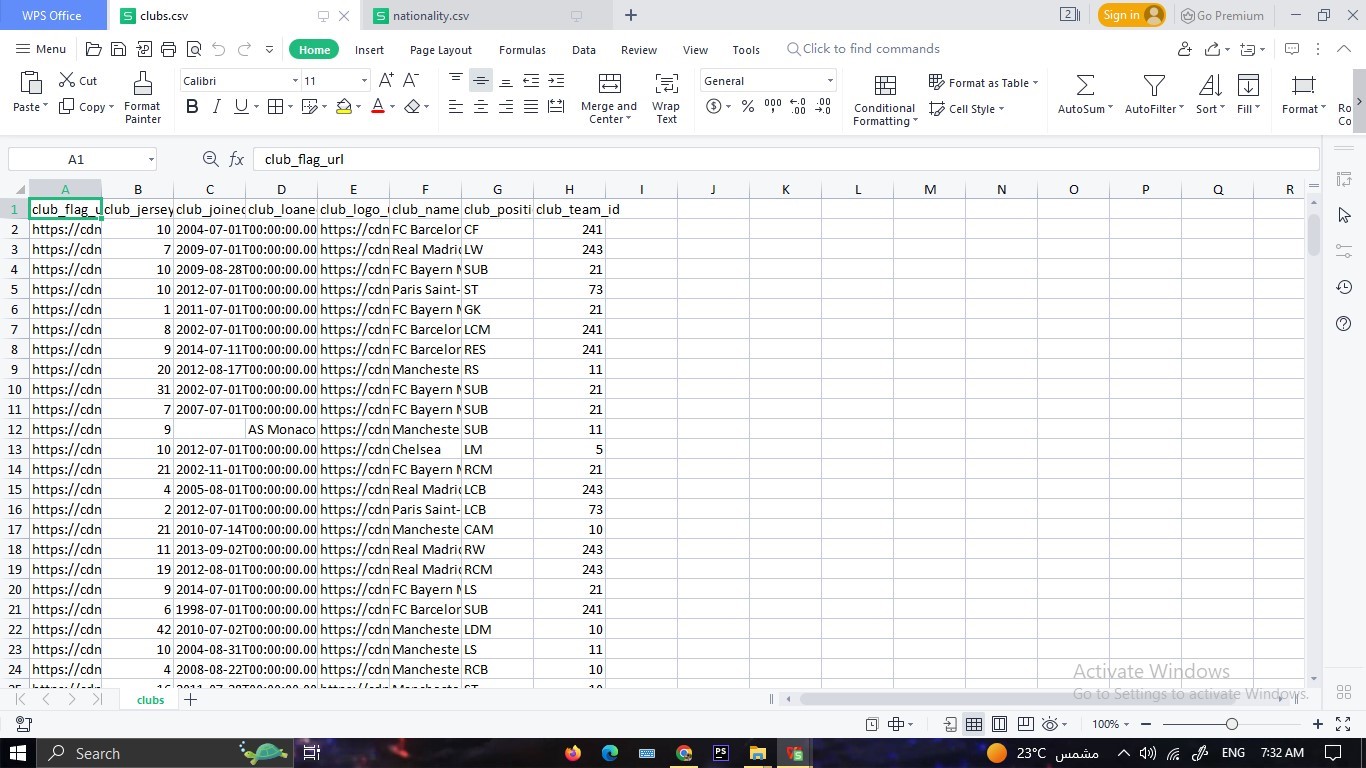 WPS Office clubs.csv nationality.csv 2 Sign in Go Premium
Menu Home Insert Page Layout Formulas Data Review View Tools Click to find commands
Cut Calibri 11 General Format as Table
Paste Copy Format Painter B I U A Merge and Center Wrap Text Conditional Formatting Cell Style AutoSum AutoFilter Sort Fill Format Ro Co
A1 fx club_flag_url
A B C D E F G H I J K L M N O P Q R
1 club_flag_u club_jersey club_joined club_loane club_logo_u club_name club_positi club_team_id
2 https://cdn 10 2004-07-01T00:00:00.00 https://cdn FC Barcelor CF 241
3 https://cdn 7 2009-07-01T00:00:00.00 https://cdn Real Madri LW 243
4 https://cdn 10 2009-08-28T00:00:00.00 https://cdn FC Bayern M SUB 21
5 https://cdn 10 2012-07-01T00:00:00.00 https://cdn Paris Saint- ST 73
6 https://cdn 1 2011-07-01T00:00:00.00 https://cdn FC Bayern M GK 21
7 https://cdn 8 2002-07-01T00:00:00.00 https://cdn FC Barcelor LCM 241
8 https://cdn 9 2014-07-11T00:00:00.00 https://cdn FC Barcelor RES 241
9 https://cdn 20 2012-08-17T00:00:00.00 https://cdn Mancheste RS 11
10 https://cdn 31 2002-07-01T00:00:00.00 https://cdn FC Bayern M SUB 21
11 https://cdn 7 2007-07-01T00:00:00.00 https://cdn FC Bayern M SUB 21
12 https://cdn 9 AS Monaco https://cdn Mancheste SUB 11
13 https://cdn 10 2012-07-01T00:00:00.00 https://cdn Chelsea LM 5
14 https://cdn 21 2002-11-01T00:00:00.00 https://cdn FC Bayern M RCM 21
15 https://cdn 4 2005-08-01T00:00:00.00 https://cdn Real Madri LCB 243
16 https://cdn 2 2012-07-01T00:00:00.00 https://cdn Paris Saint- LCB 73
17 https://cdn 21 2010-07-14T00:00:00.00 https://cdn Mancheste CAM 10
18 https://cdn 11 2013-09-02T00:00:00.00 https://cdn Real Madri RW 243
19 https://cdn 19 2012-08-01T00:00:00.00 https://cdn Real Madri RCM 243
20 https://cdn 9 2014-07-01T00:00:00.00 https://cdn FC Bayern M LS 21
21 https://cdn 6 1998-07-01T00:00:00.00 https://cdn FC Barcelor SUB 241
22 https://cdn 42 2010-07-02T00:00:00.00 https://cdn Mancheste LDM 10
23 https://cdn 10 2004-08-31T00:00:00.00 https://cdn Mancheste LS 11
24 https://cdn 4 2008-08-22T00:00:00.00 https://cdn Mancheste RCB 10
Activate Windows
Go to Settings to activate Windows.
clubs
100%
Search PS 23°C مشمس ENG 7:32 AM